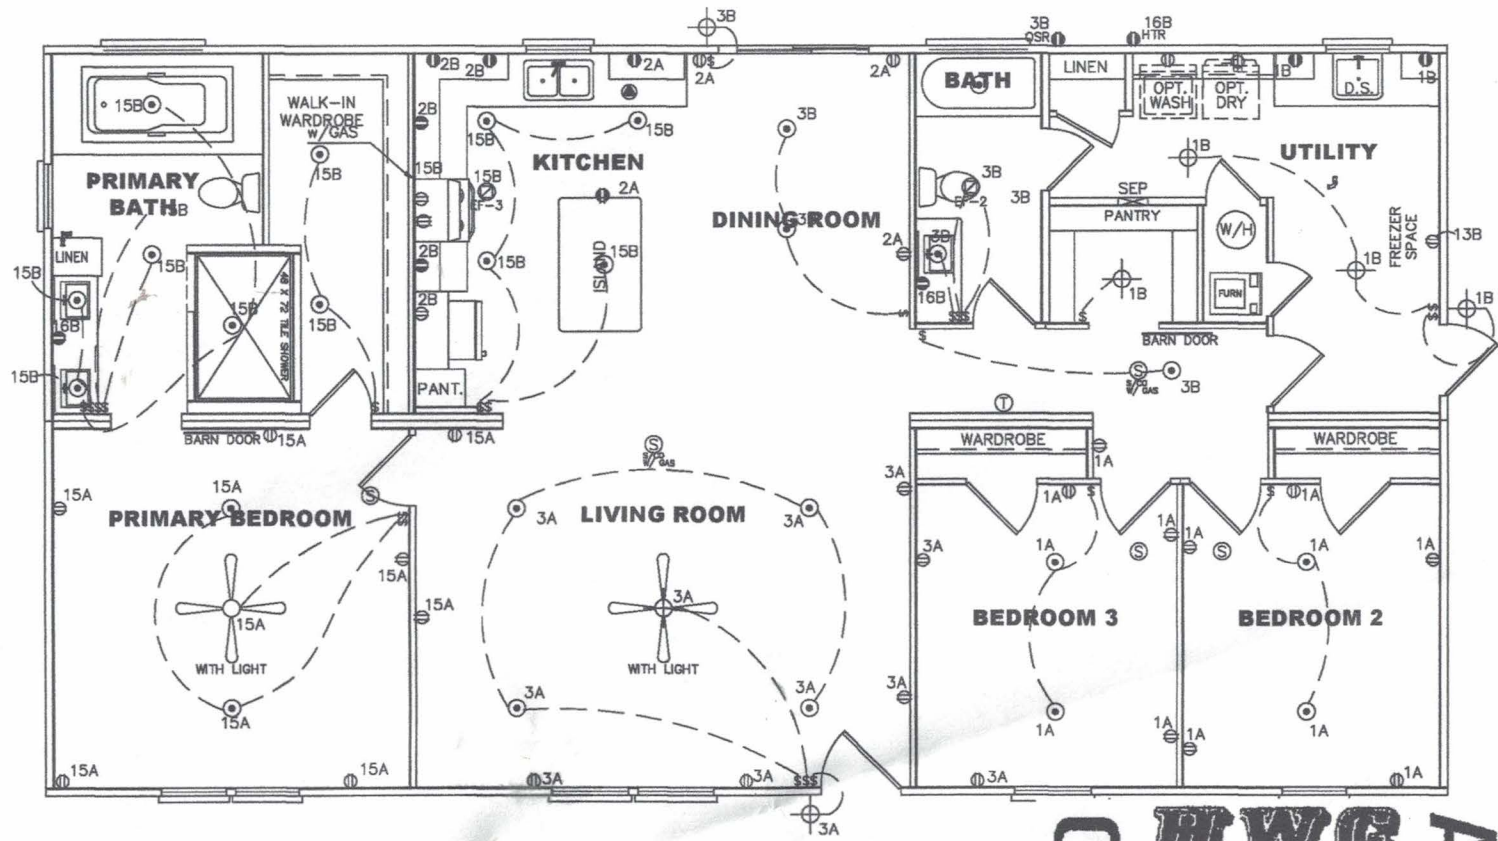 3B
3B
QSR
16B
HTR
2B
2B
2A
2A
2A
BATH
LINEN
OPT.
WASH
OPT.
DRY
1B
D.S.
1B
15B
WALK-IN
WARDROBE
w/GAS
2B
15B
15B
3B
15B
KITCHEN
15B
15B
EF-3
2A
1B
UTILITY
PRIMARY
BATH
15B
DINING ROOM
3B
3B
EF-2
3B
SEP
PANTRY
W/H
FREEZER
SPACE
13B
LINEN
15B
15B
2B
15B
ISLAND
15B
2A
3B
16B
1B
FURN
1B
1B
15B
48 X 72 TILE SHOWER
15B
2B
16B
15B
PANT.
BARN DOOR
S/CO
W/GAS
3B
T
BARN DOOR
15A
15A
S
S/CO
W/GAS
WARDROBE
1A
WARDROBE
15A
15A
S
3A
1A
1A
PRIMARY BEDROOM
3A
LIVING ROOM
3A
1A
1A
15A
3A
1A
S
S
1A
1A
15A
WITH LIGHT
15A
3A
WITH LIGHT
BEDROOM 3
BEDROOM 2
15A
3A
3A
3A
1A
1A
1A
1A
15A
15A
3A
3A
3A
1A
3A